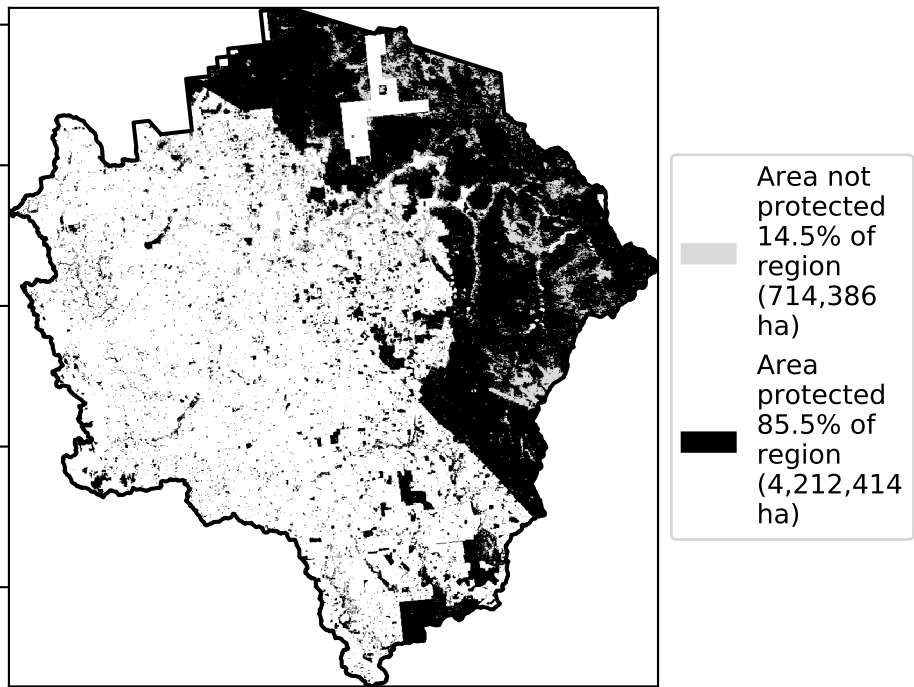 Area not
protected
14.5% of
region
(714,386
ha)
Area
protected
85.5% of
region
(4,212,414
ha)